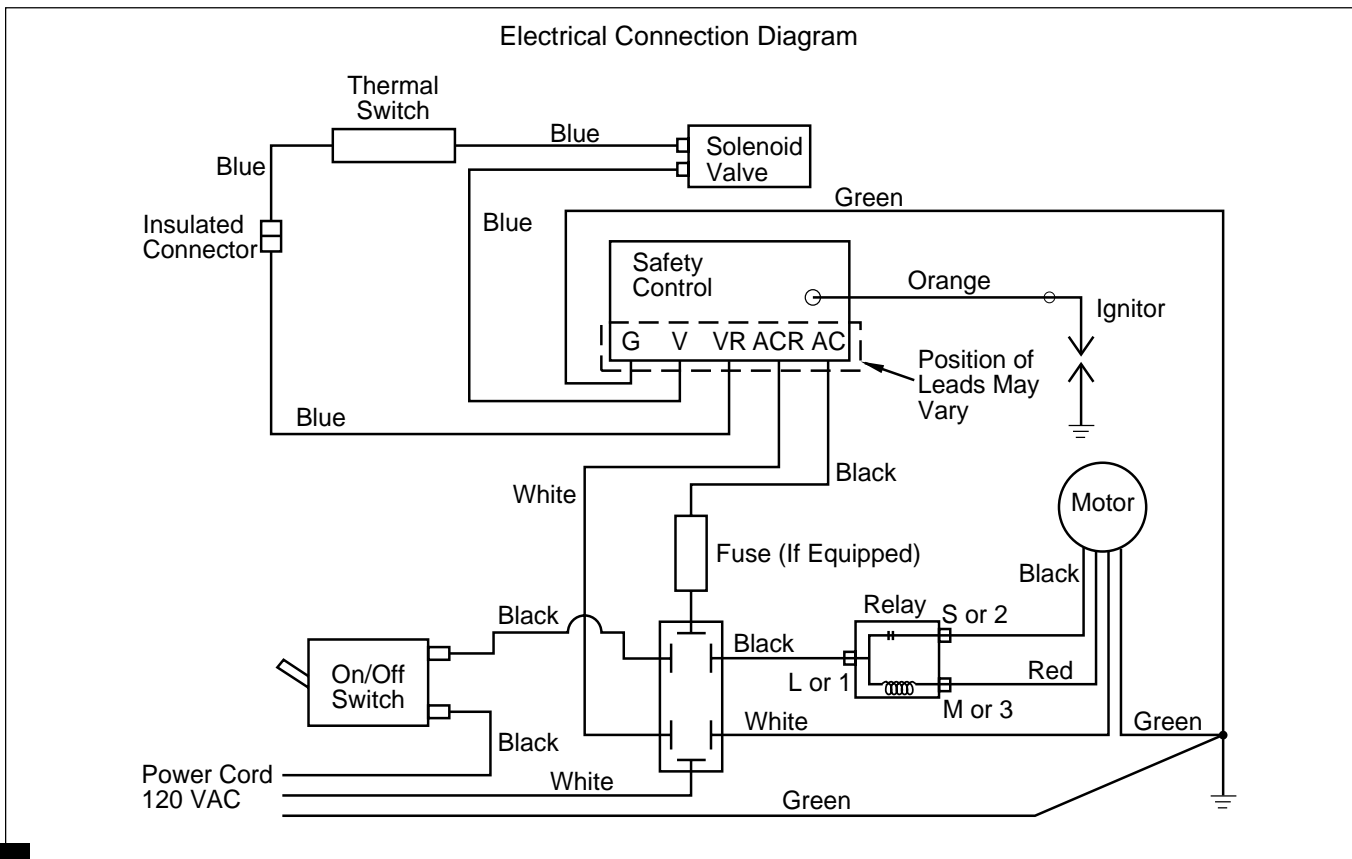 Electrical Connection Diagram
Thermal
Switch
Blue
Solenoid
Valve
Blue
Green
Insulated
Connector
Blue
Safety
Control
Orange
Ignitor
G V VR ACR AC
Position of
Leads May
Vary
Blue
Black
White
Motor
Fuse (If Equipped)
Black
Relay
S or 2
Black
Black
On/Off
Switch
L or 1
Red
M or 3
White
Green
Black
Power Cord
120 VAC
White
Green